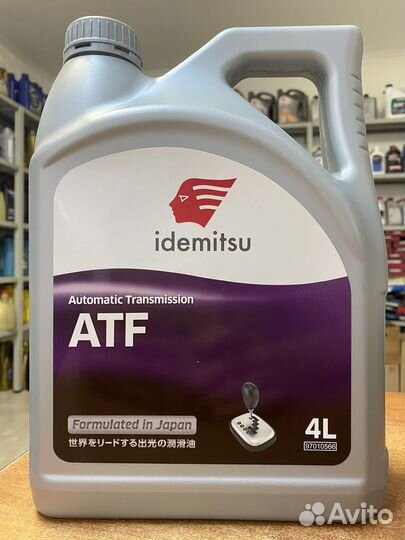 idemitsu
Automatic Transmission
ATF
Formulated in Japan
世界をリードする出光の潤滑油
4L
97010566
Avito